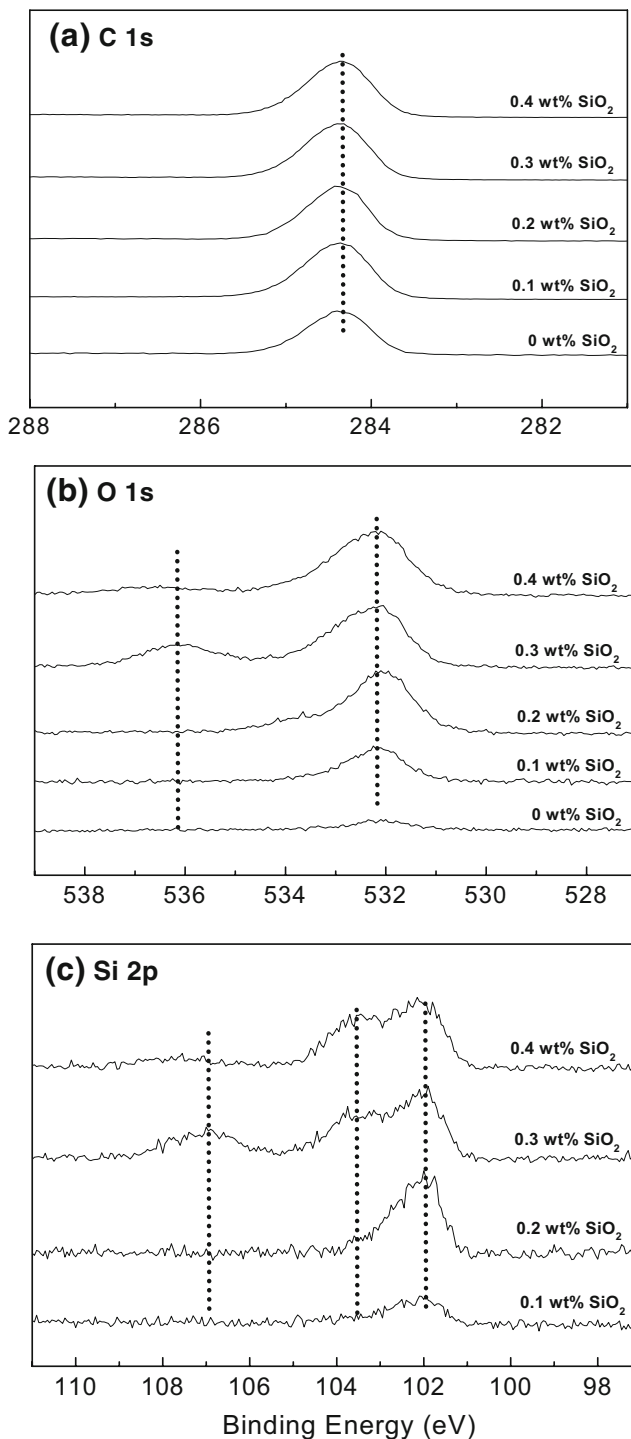 (a) C 1s
0.4 wt% SiO₂
0.3 wt% SiO₂
0.2 wt% SiO₂
0.1 wt% SiO₂
0 wt% SiO₂
288 286 284 282
(b) O 1s
0.4 wt% SiO₂
0.3 wt% SiO₂
0.2 wt% SiO₂
0.1 wt% SiO₂
0 wt% SiO₂
538 536 534 532 530 528
(c) Si 2p
0.4 wt% SiO₂
0.3 wt% SiO₂
0.2 wt% SiO₂
0.1 wt% SiO₂
110 108 106 104 102 100 98
Binding Energy (eV)